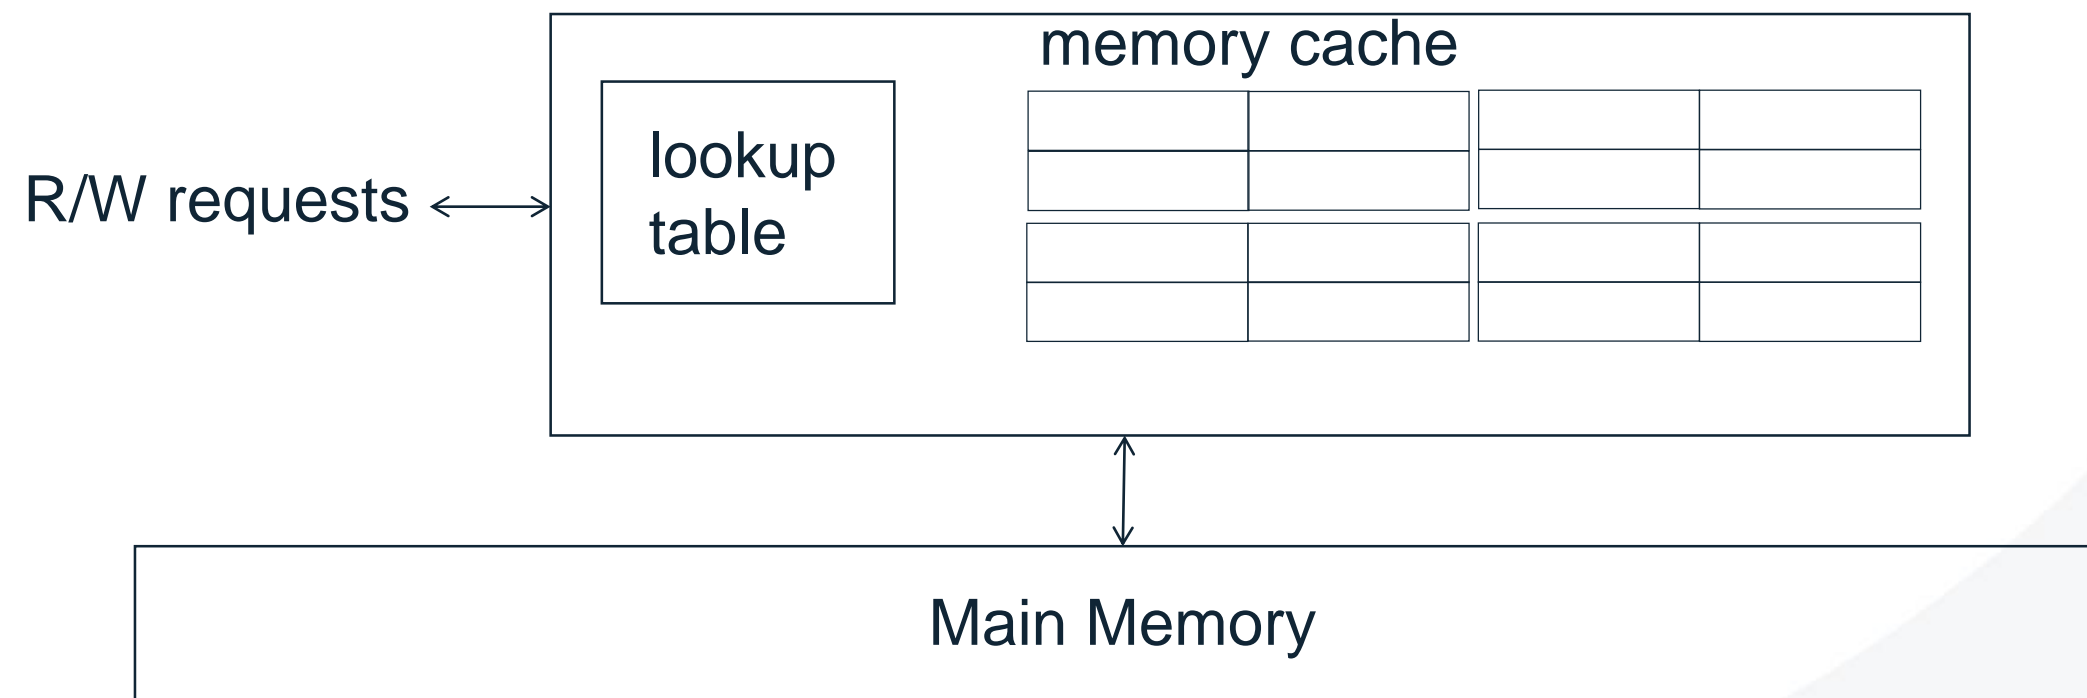 memory cache
lookup
table
R/W requests
Main Memory